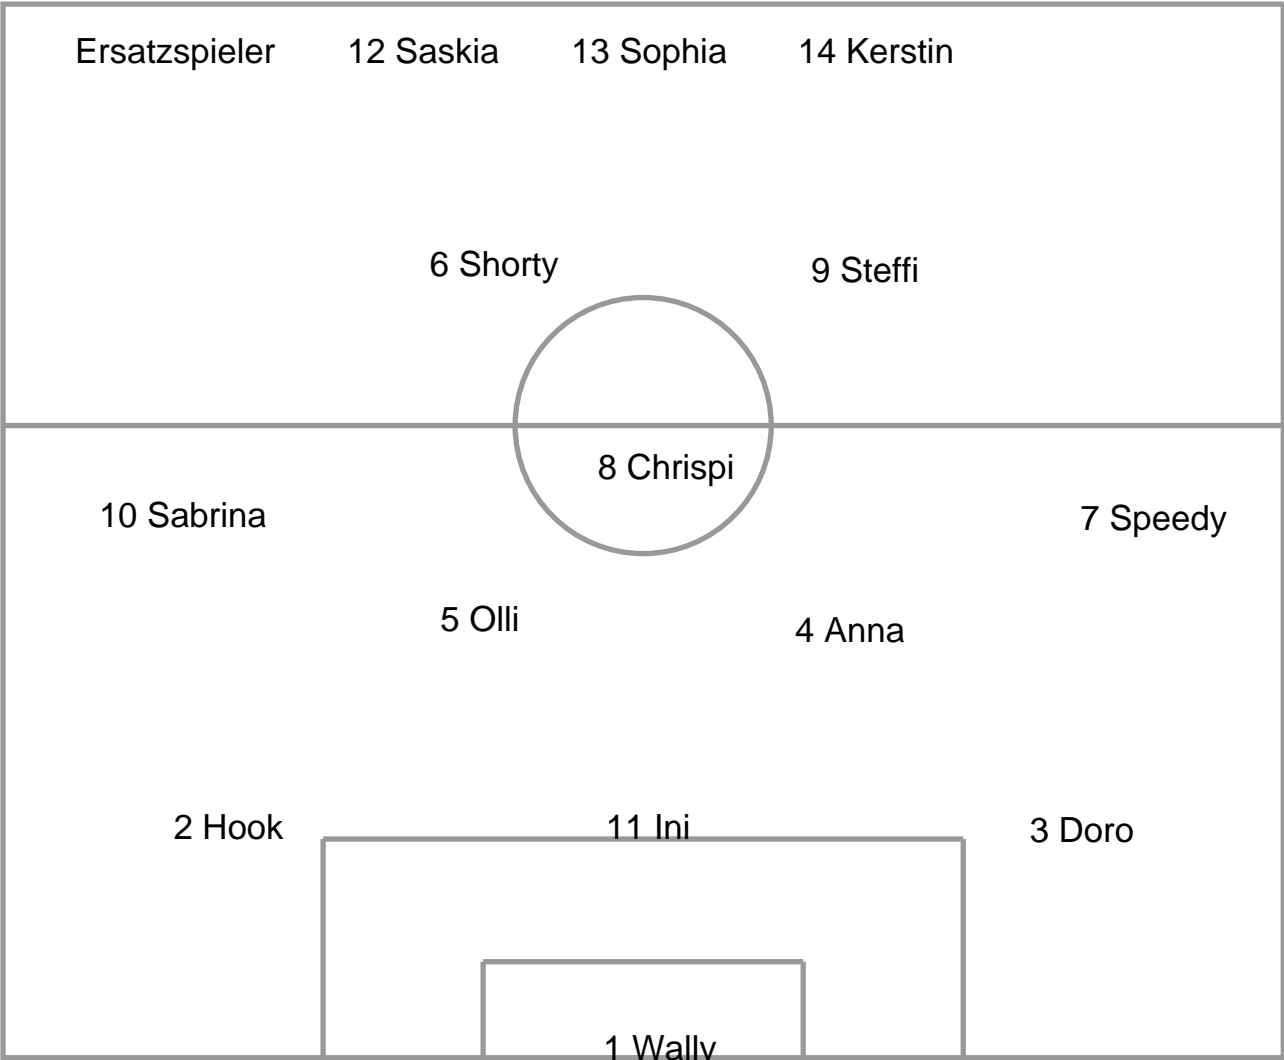 Ersatzspieler 12 Saskia 13 Sophia 14 Kerstin
6 Shorty 9 Steffi
8 Chrispi
10 Sabrina 7 Speedy
5 Olli 4 Anna
2 Hook 11 Ini 3 Doro
1 Wally